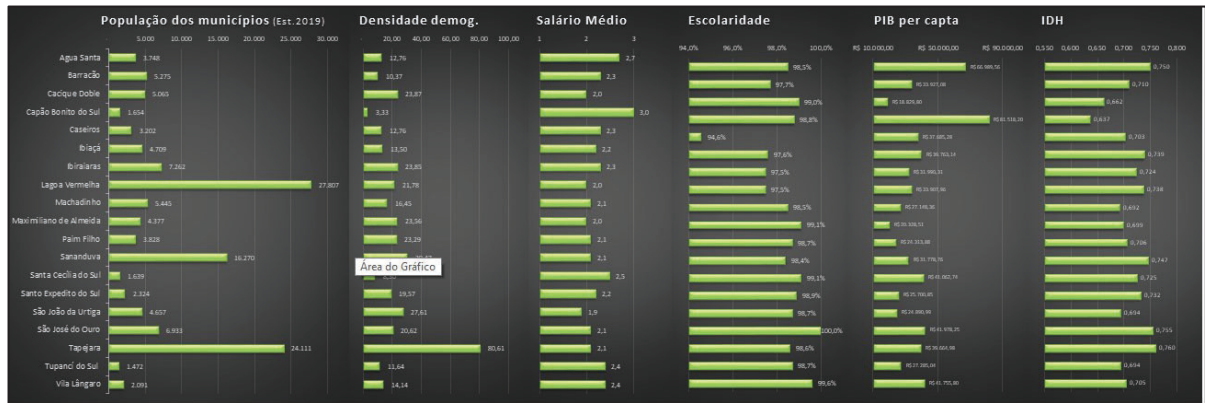 População dos municípios (Est.2019) Densidade demog. Salário Médio Escolaridade PIB per capta IDH
5.000 10.000 15.000 20.000 25.000 30.000 20,00 40,00 60,00 80,00 100,00 1 2 3 94,0% 96,0% 98,0% 100,0% R$ 10.000,00 R$ 50.000,00 R$ 90.000,00 0,550 0,600 0,650 0,700 0,750 0,800
Agua Santa 3.748 12,76 2,7 98,5% R$ 66.989,56 0,750
Barracão 5.275 10,37 2,3 97,7% 0,710
Cacique Doble 5.065 23,87 2,0 99,0% 0,662
Capão Bonito do Sul 1.654 3,33 3,0 98,8% 0,637
Caseiros 3.202 12,76 2,3 94,6% 0,703
Ibiaçá 4.709 13,50 2,2 97,6% 0,739
Ibiraiaras 7.262 23,85 2,3 97,5% 0,724
Lagoa Vermelha 27.807 21,78 2,0 97,5% 0,738
Machadinho 5.445 16,45 2,1 98,5% 0,692
Maximiliano de Almeida 4.377 23,56 2,0 99,1% 0,699
Paim Filho 3.828 23,29 2,1 98,7% 0,706
Sananduva 16.270 2,1 98,4% 0,747
Área do Gráfico
Santa Cecília do Sul 1.639 2,5 99,1% 0,725
Santo Expedito do Sul 2.324 19,57 2,2 98,9% 0,732
São João da Urtiga 4.657 27,61 1,9 98,7% 0,694
São José do Ouro 6.933 20,62 2,1 100,0% 0,755
Tapejara 24.111 80,61 2,1 98,6% 0,760
Tupanci do Sul 1.472 11,64 2,4 98,7% 0,694
Vila Lângaro 2.091 14,14 2,4 99,6% R$ 41.755,80 0,705